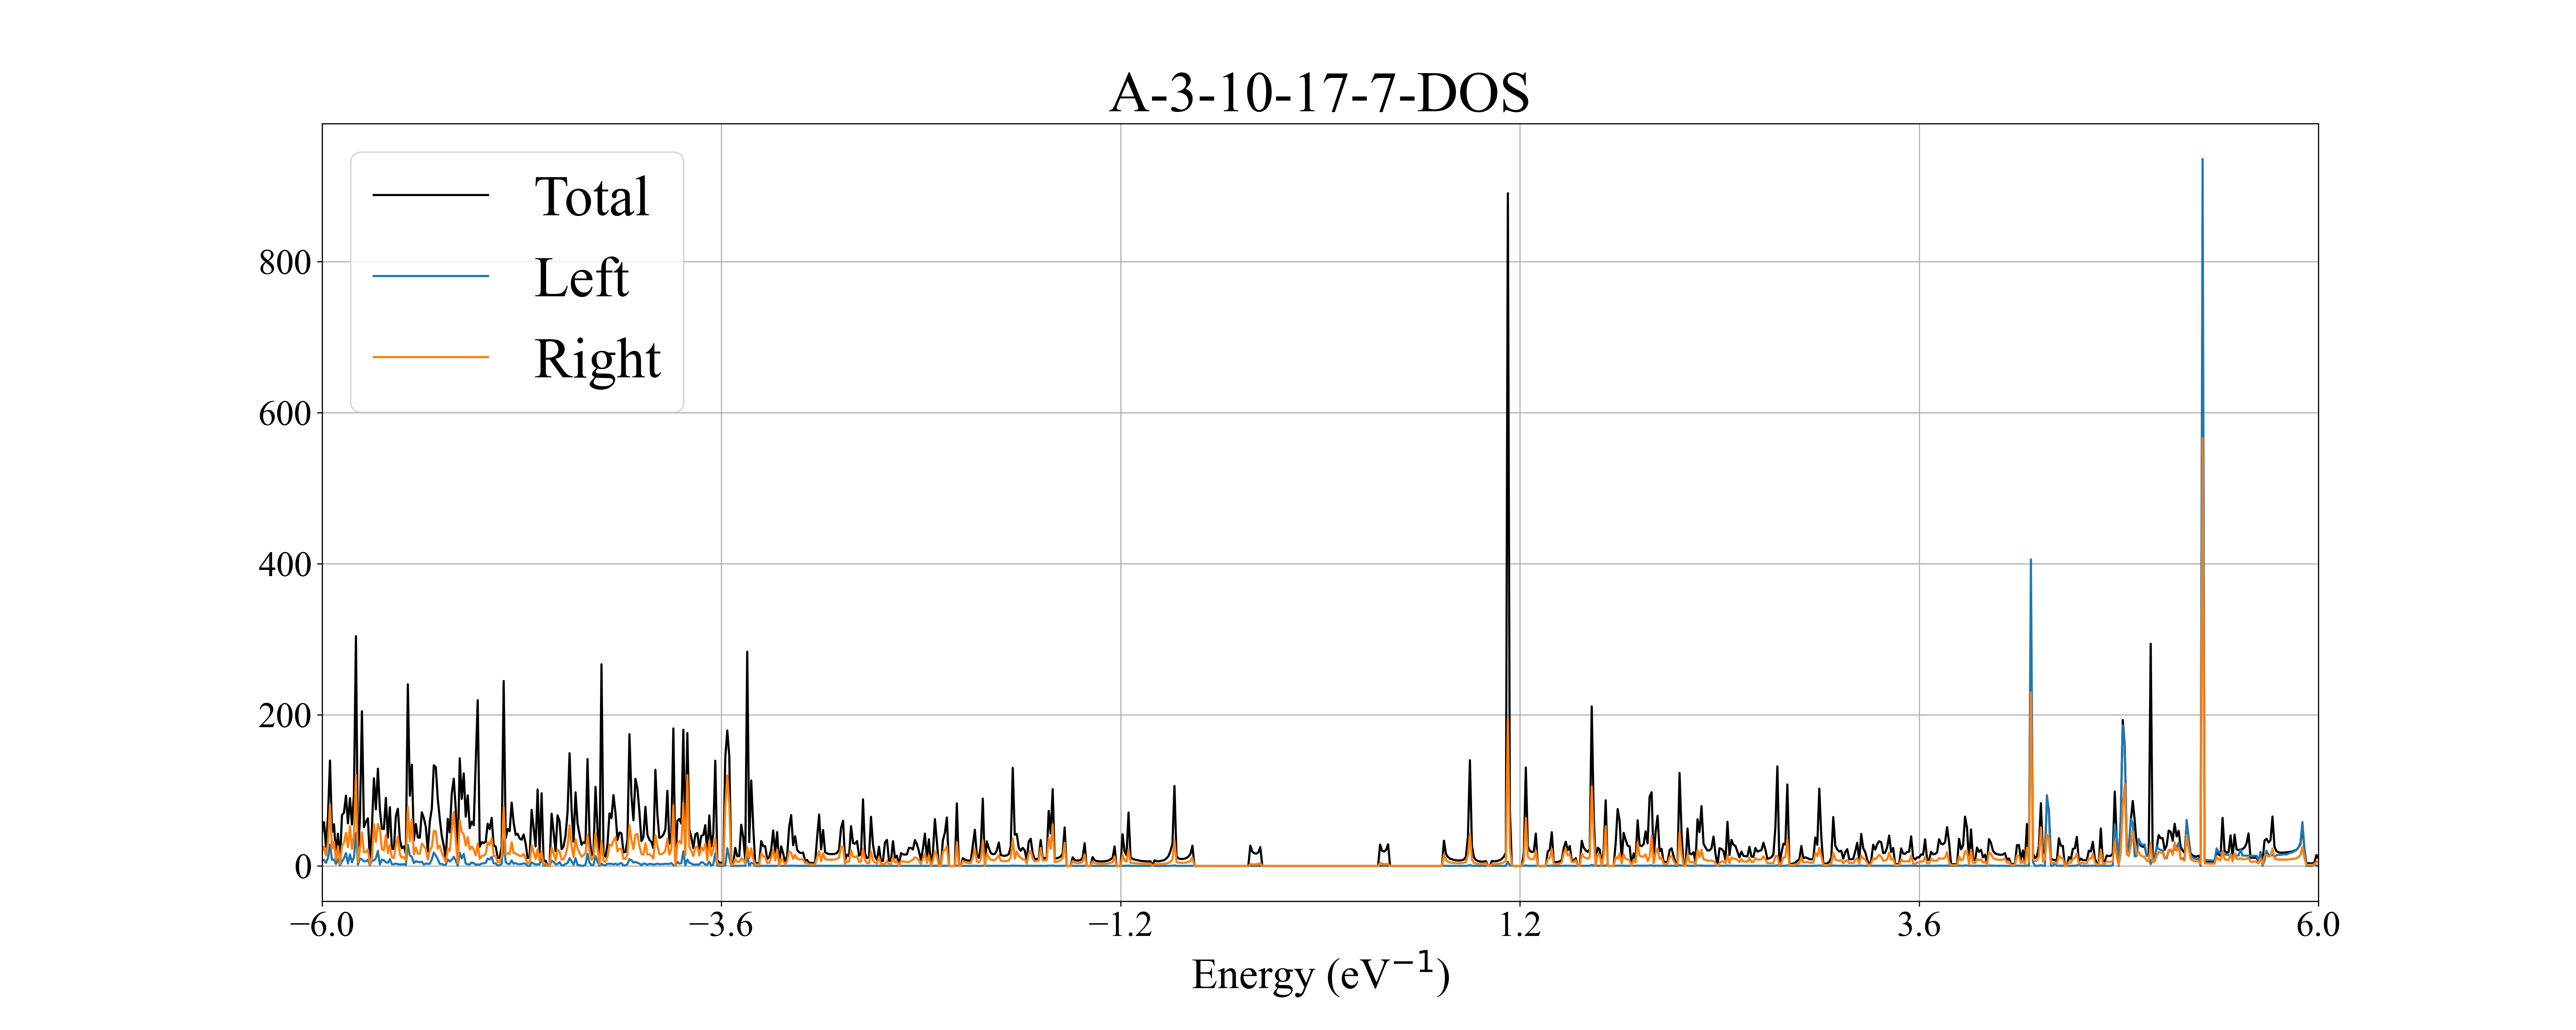 A-3-10-17-7-DOS
Total
Left
Right
800
600
400
200
0
−6.0 −3.6 −1.2 1.2 3.6 6.0
Energy (eV⁻¹)